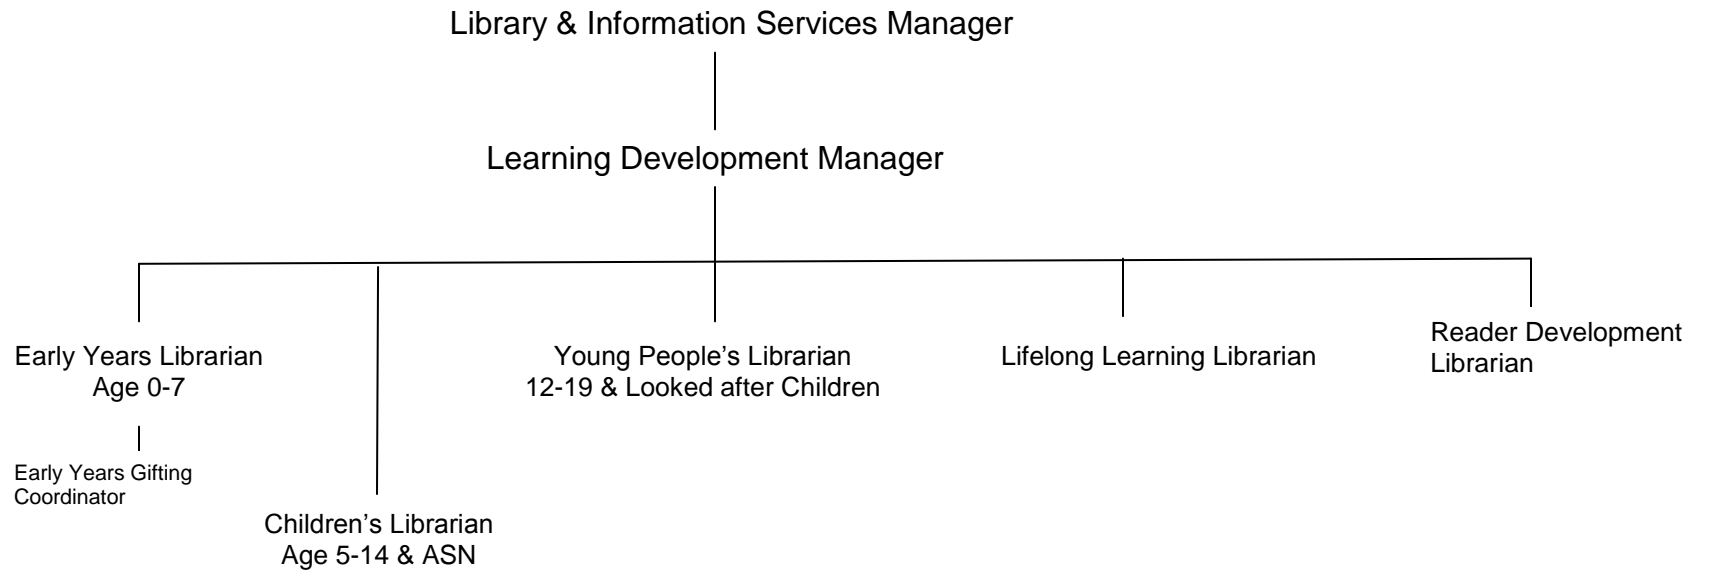 Library & Information Services Manager
Learning Development Manager
Early Years Librarian
Age 0-7
Early Years Gifting
Coordinator
Children’s Librarian
Age 5-14 & ASN
Young People’s Librarian
12-19 & Looked after Children
Lifelong Learning Librarian
Reader Development
Librarian